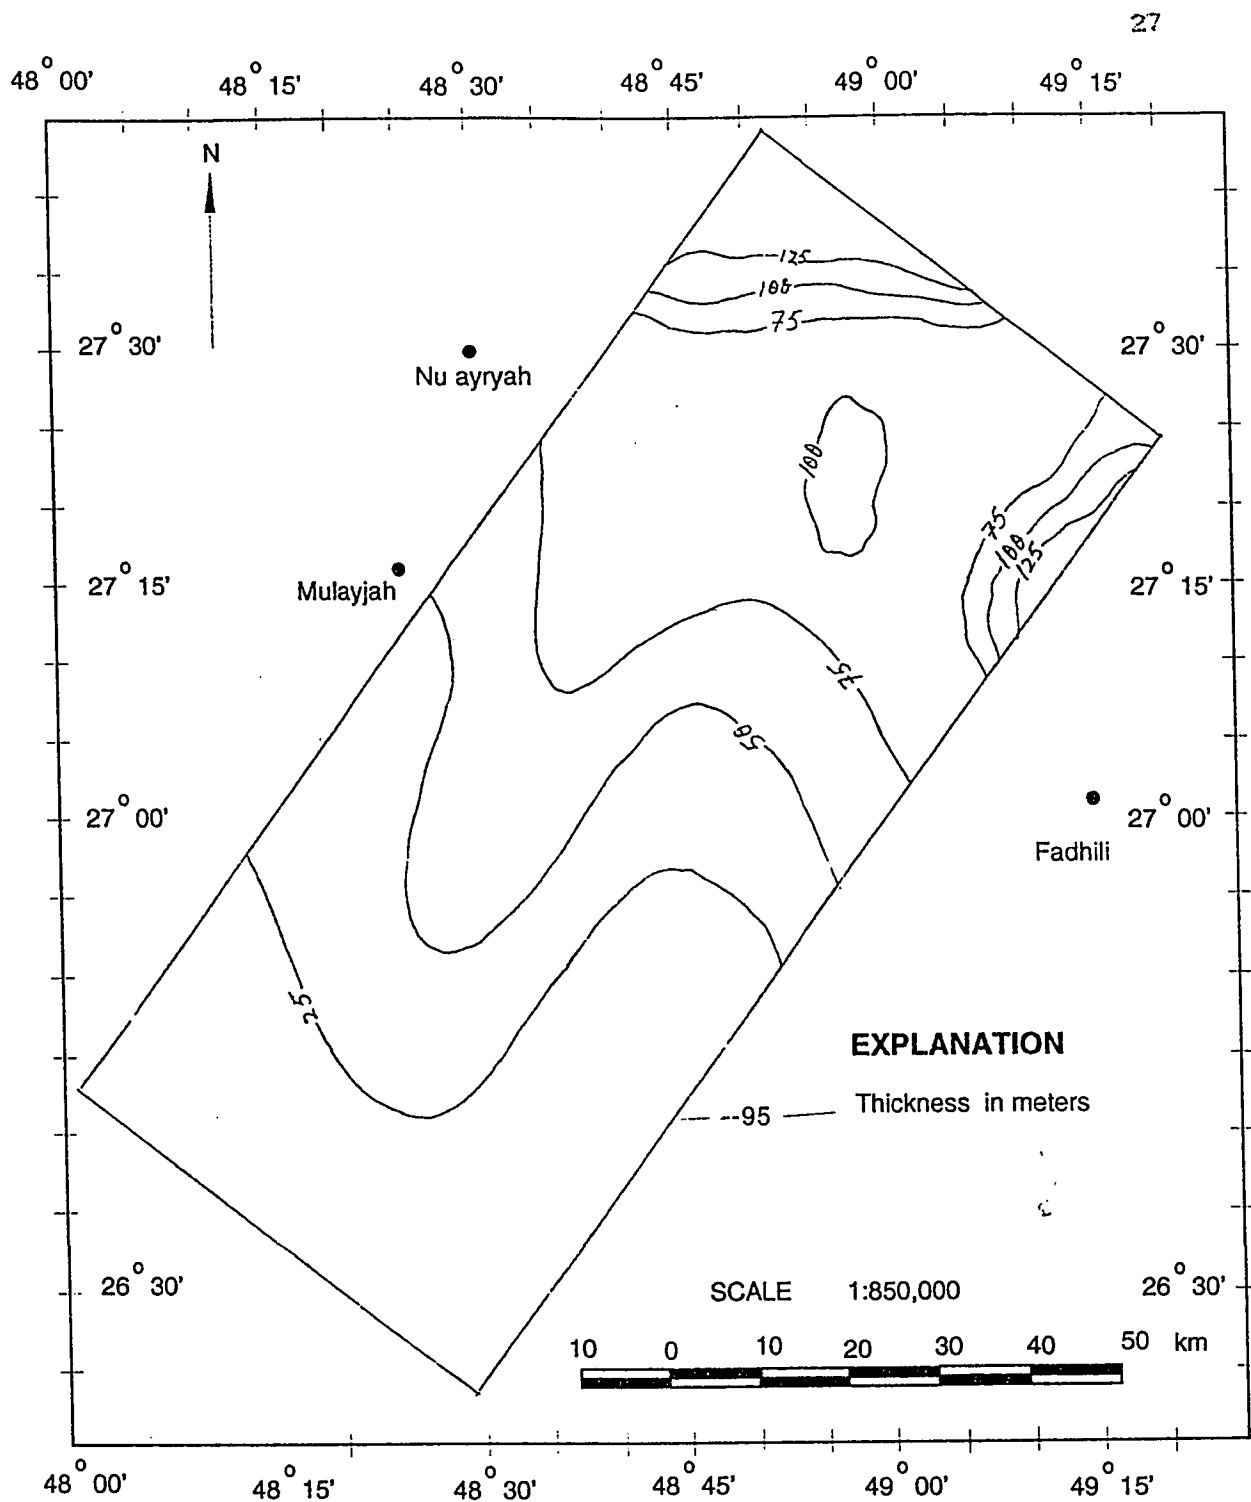 27
48° 00' 48° 15' 48° 30' 48° 45' 49° 00' 49° 15'
N
125
100
75
27° 30' 27° 30'
Nu ayryah
100
75
100
125
27° 15' 27° 15'
Mulayjah
75
50
27° 00' 27° 00'
Fadhili
25
EXPLANATION
Thickness in meters
95
26° 30' 26° 30'
SCALE 1:850,000
10 0 10 20 30 40 50 km
48° 00' 48° 15' 48° 30' 48° 45' 49° 00' 49° 15'